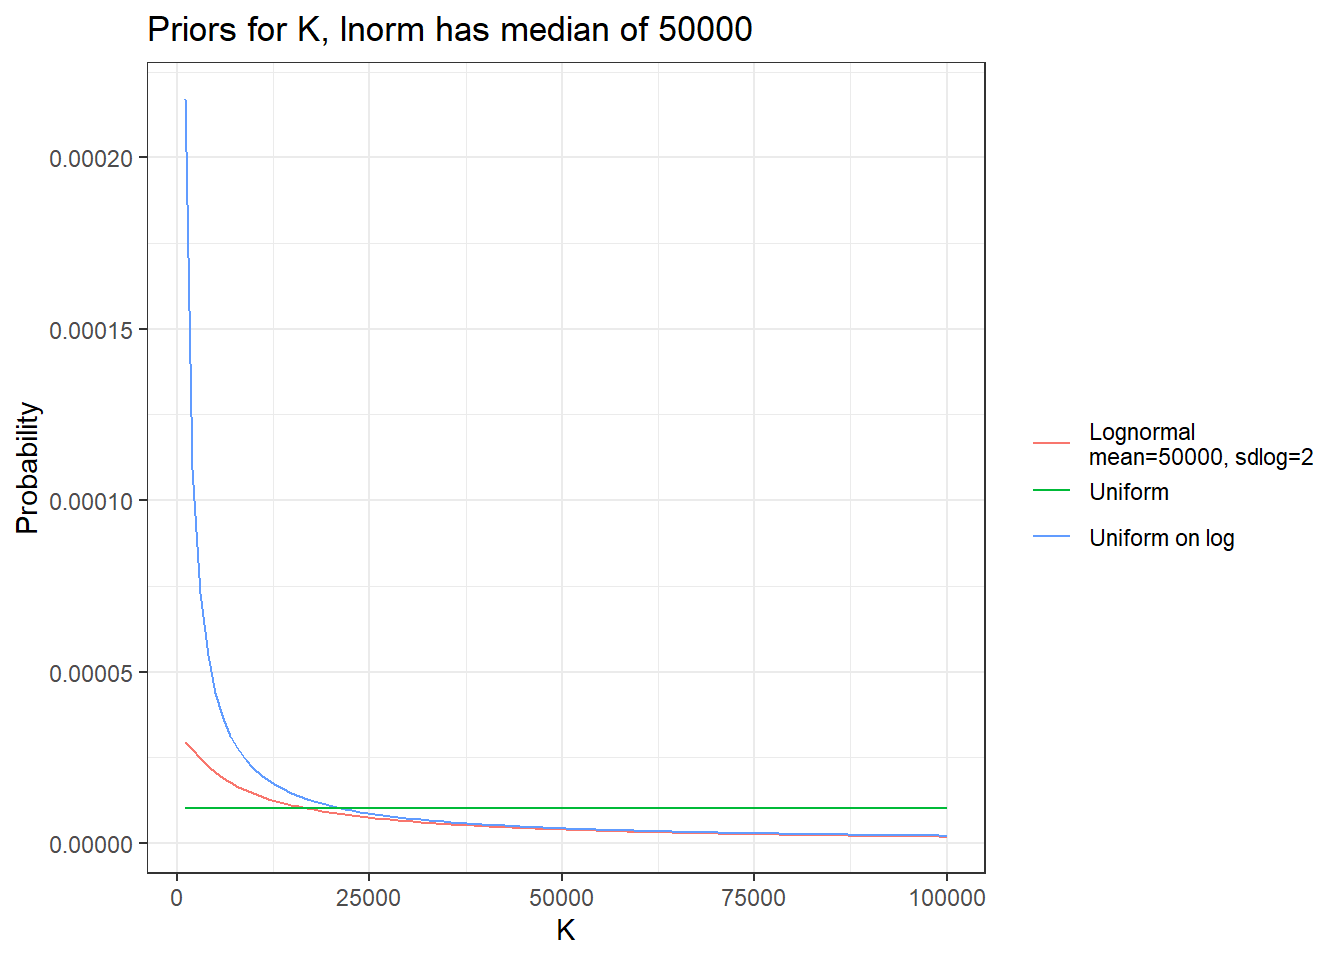 Priors for K, lnorm has median of 50000
0.00020
0.00015
0.00010
0.00005
0.00000
Probability
0
25000
50000
75000
100000
K
Lognormal
mean=50000, sdlog=2
Uniform
Uniform on log